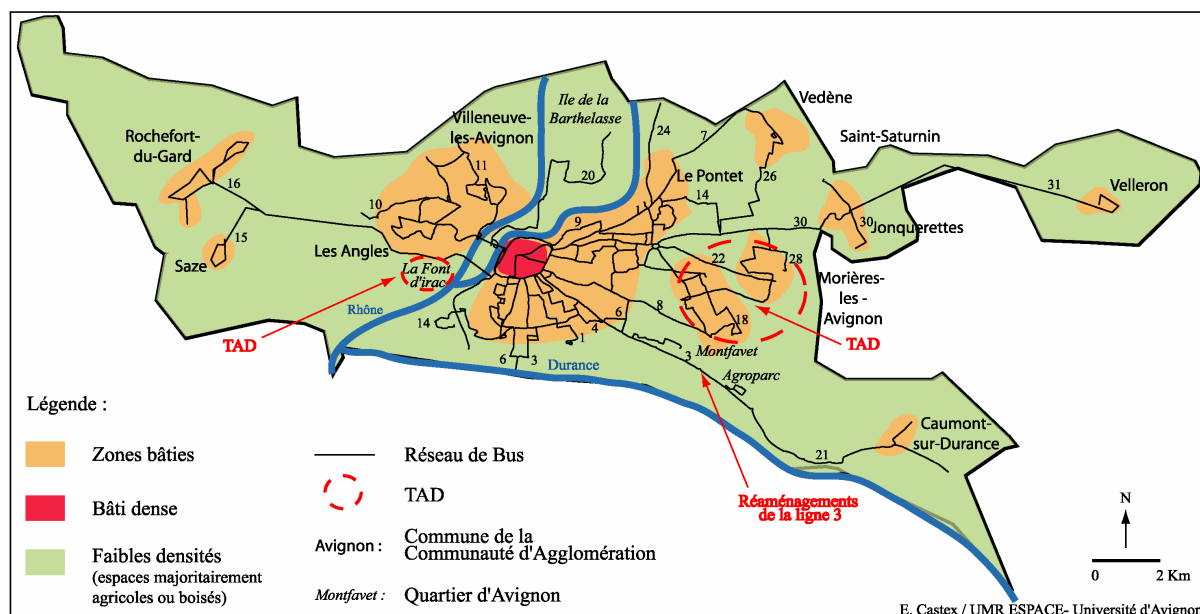 Vedène
Ile de la
Barthelasse
Villeneuve-
les-Avignon
24
7
Saint-Saturnin
Rochefort-
du-Gard
11
20
Le Pontet
26
31
Velleron
16
10
14
9
1
30
30
Jonquerettes
15
Les Angles
Saze
La Font
d'irac
22
28
Morières-
les -
Avignon
Rhône
14
8
6
4
18
TAD
TAD
1
3
Montfavet
6
3
Durance
Agroparc
Caumont-
sur-Durance
21
Réaménagements
de la ligne 3
Légende :
Zones bâties
Bâti dense
Faibles densités
(espaces majoritairement
agricoles ou boisés)
Réseau de Bus
TAD
Avignon :
Commune de la
Communauté d'Agglomération
Montfavet :
Quartier d'Avignon
N
0 2 Km
E. Castex / UMR ESPACE- Université d'Avignon